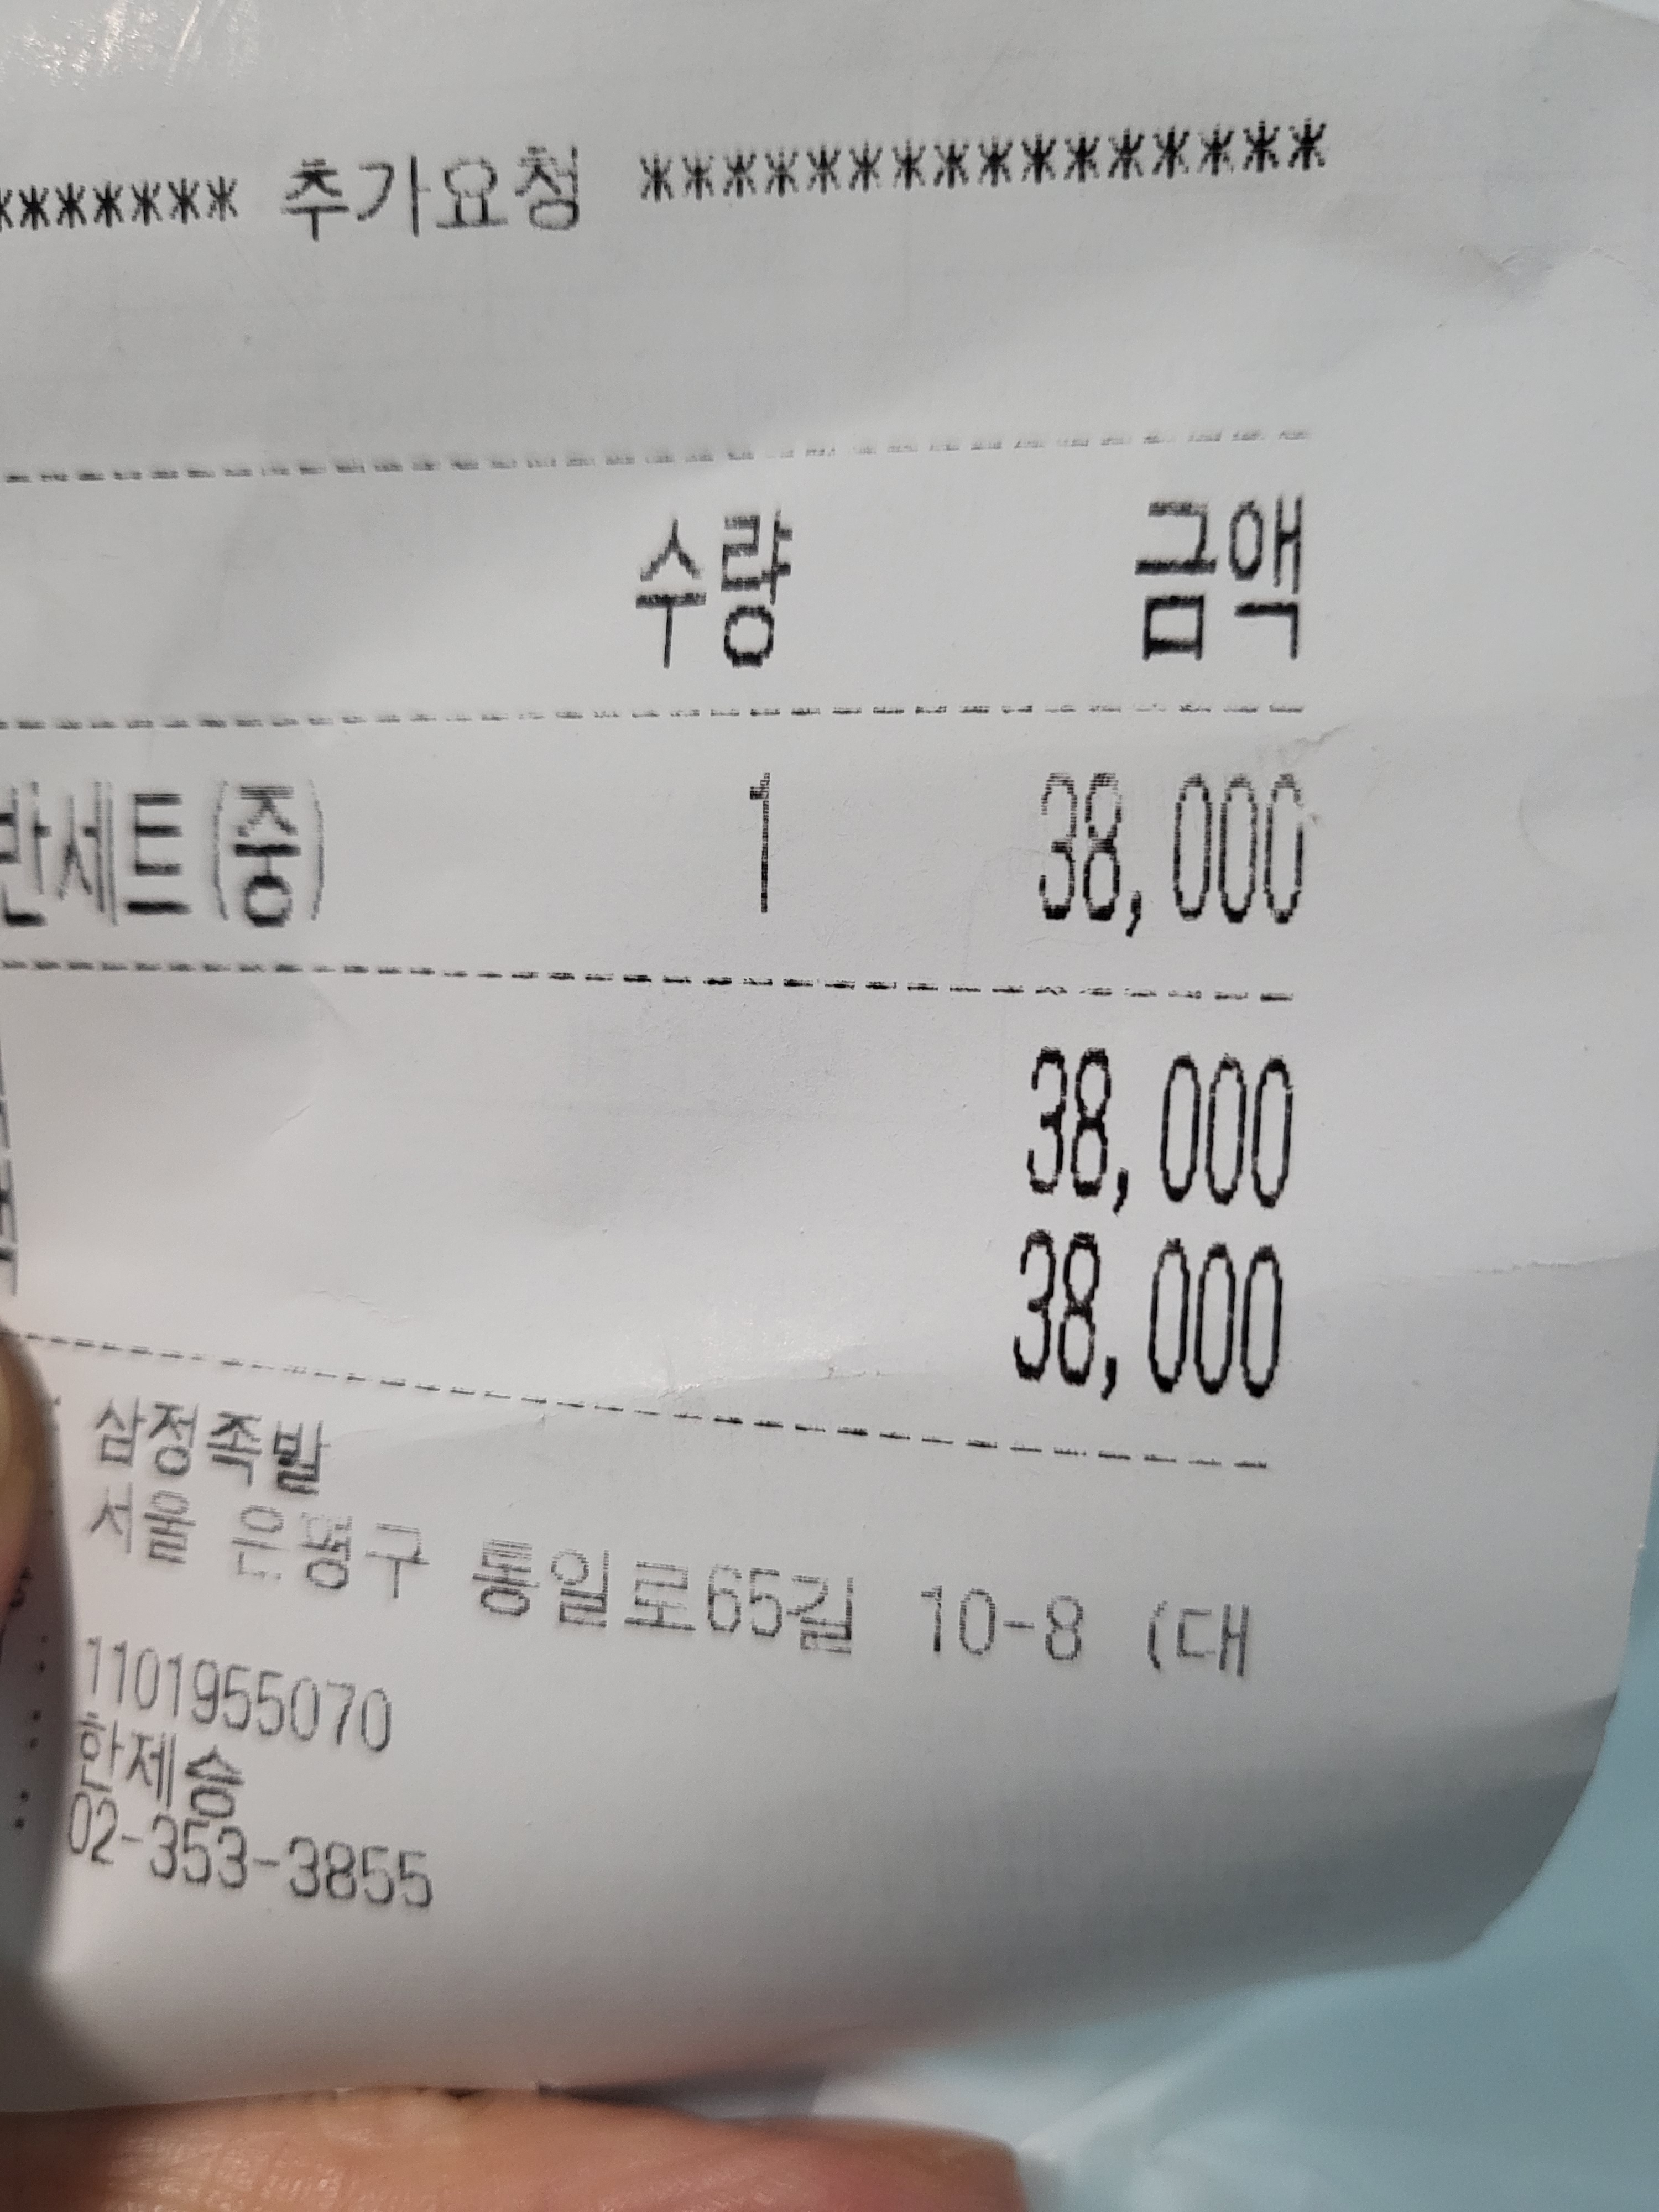 ******* 추가요청 ****************
수량 금액
반세트(중) 1 38,000
38,000
38,000
삼정족발
서울 은평구 통일로65길 10-8 (대
1101955070
한제승
02-353-3855